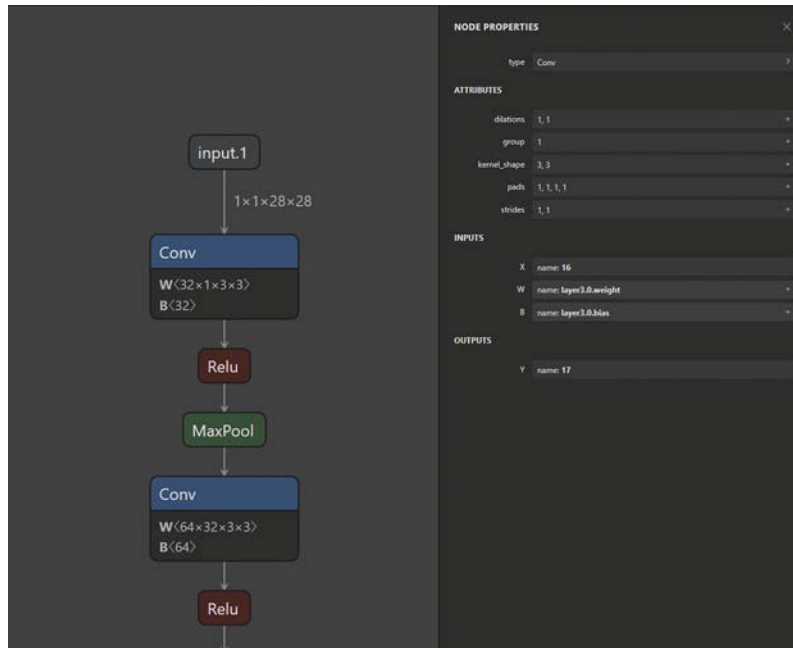 input.1
1×1×28×28
Conv
W⟨32×1×3×3⟩
B⟨32⟩
Relu
MaxPool
Conv
W⟨64×32×3×3⟩
B⟨64⟩
Relu
NODE PROPERTIES ×
type Conv ?
ATTRIBUTES
dilations 1, 1 +
group 1 +
kernel_shape 3, 3 +
pads 1, 1, 1, 1 +
strides 1, 1 +
INPUTS
X name: 16
W name: layer3.0.weight +
B name: layer3.0.bias +
OUTPUTS
Y name: 17